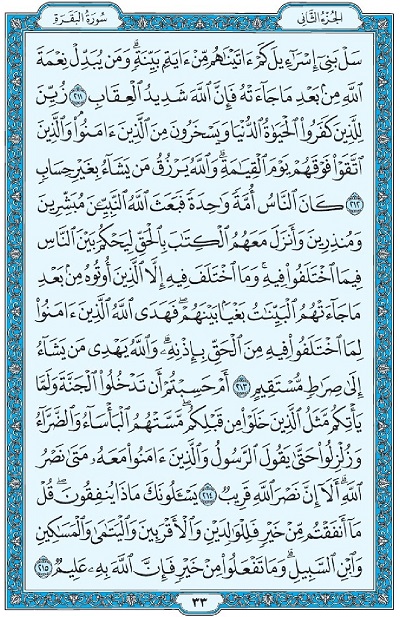 سُورَةُ البَقَرَةِ الجُزْءُ الثَّانِي
سَلْ بَنِىٓ إِسْرَٰٓءِيلَ كَمْ ءَاتَيْنَٰهُم مِّنْ ءَايَةٍۭ بَيِّنَةٍۗ وَمَن يُبَدِّلْ نِعْمَةَ
ٱللَّهِ مِنۢ بَعْدِ مَا جَآءَتْهُ فَإِنَّ ٱللَّهَ شَدِيدُ ٱلْعِقَابِ ٢١١ زُيِّنَ
لِلَّذِينَ كَفَرُوا۟ ٱلْحَيَوٰةُ ٱلدُّنْيَا وَيَسْخَرُونَ مِنَ ٱلَّذِينَ ءَامَنُوا۟ۘ وَٱلَّذِينَ
ٱتَّقَوْا۟ فَوْقَهُمْ يَوْمَ ٱلْقِيَٰمَةِۗ وَٱللَّهُ يَرْزُقُ مَن يَشَآءُ بِغَيْرِ حِسَابٍ
٢١٢ كَانَ ٱلنَّاسُ أُمَّةً وَٰحِدَةً فَبَعَثَ ٱللَّهُ ٱلنَّبِيِّـۧنَ مُبَشِّرِينَ
وَمُنذِرِينَ وَأَنزَلَ مَعَهُمُ ٱلْكِتَٰبَ بِٱلْحَقِّ لِيَحْكُمَ بَيْنَ ٱلنَّاسِ
فِيمَا ٱخْتَلَفُوا۟ فِيهِۚ وَمَا ٱخْتَلَفَ فِيهِ إِلَّا ٱلَّذِينَ أُوتُوهُ مِنۢ بَعْدِ
مَا جَآءَتْهُمُ ٱلْبَيِّنَٰتُ بَغْيًۢا بَيْنَهُمْۖ فَهَدَى ٱللَّهُ ٱلَّذِينَ ءَامَنُوا۟
لِمَا ٱخْتَلَفُوا۟ فِيهِ مِنَ ٱلْحَقِّ بِإِذْنِهِۦۗ وَٱللَّهُ يَهْدِى مَن يَشَآءُ
إِلَىٰ صِرَٰطٍ مُّسْتَقِيمٍ ٢١٣ أَمْ حَسِبْتُمْ أَن تَدْخُلُوا۟ ٱلْجَنَّةَ وَلَمَّا
يَأْتِكُم مَّثَلُ ٱلَّذِينَ خَلَوْا۟ مِن قَبْلِكُمۖ مَّسَّتْهُمُ ٱلْبَأْسَآءُ وَٱلضَّرَّآءُ
وَزُلْزِلُوا۟ حَتَّىٰ يَقُولَ ٱلرَّسُولُ وَٱلَّذِينَ ءَامَنُوا۟ مَعَهُۥ مَتَىٰ نَصْرُ
ٱللَّهِۗ أَلَآ إِنَّ نَصْرَ ٱللَّهِ قَرِيبٌ ٢١٤ يَسْـَٔلُونَكَ مَاذَا يُنفِقُونَۖ قُلْ
مَآ أَنفَقْتُم مِّنْ خَيْرٍ فَلِلْوَٰلِدَيْنِ وَٱلْأَقْرَبِينَ وَٱلْيَتَٰمَىٰ وَٱلْمَسَٰكِينِ
وَٱبْنِ ٱلسَّبِيلِۗ وَمَا تَفْعَلُوا۟ مِنْ خَيْرٍ فَإِنَّ ٱللَّهَ بِهِۦ عَلِيمٌ ٢١٥
٣٣